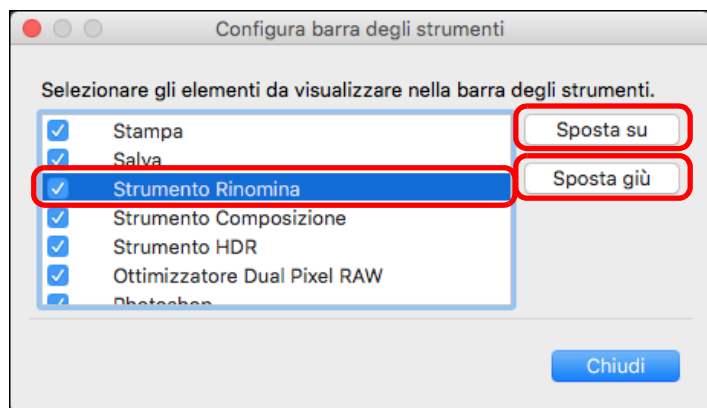 Configura barra degli strumenti
Selezionare gli elementi da visualizzare nella barra degli strumenti.
Stampa
Sposta su
Salva
Strumento Rinomina
Sposta giù
Strumento Composizione
Strumento HDR
Ottimizzatore Dual Pixel RAW
Photoshop
Chiudi